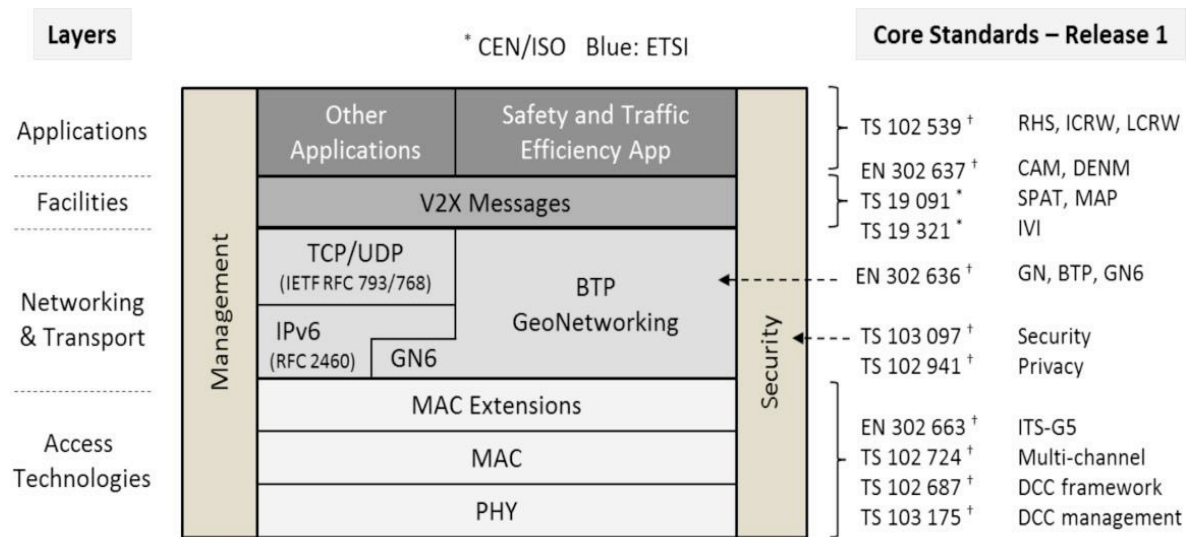 Layers
* CEN/ISO Blue: ETSI
Core Standards – Release 1
Applications
Facilities
Networking
& Transport
Access
Technologies
Management
Other
Applications
Safety and Traffic
Efficiency App
V2X Messages
TCP/UDP
(IETF RFC 793/768)
IPv6
(RFC 2460)
GN6
BTP
GeoNetworking
MAC Extensions
MAC
PHY
Security
TS 102 539 † RHS, ICRW, LCRW
EN 302 637 † CAM, DENM
TS 19 091 * SPAT, MAP
TS 19 321 * IVI
EN 302 636 † GN, BTP, GN6
TS 103 097 † Security
TS 102 941 † Privacy
EN 302 663 † ITS-G5
TS 102 724 † Multi-channel
TS 102 687 † DCC framework
TS 103 175 † DCC management